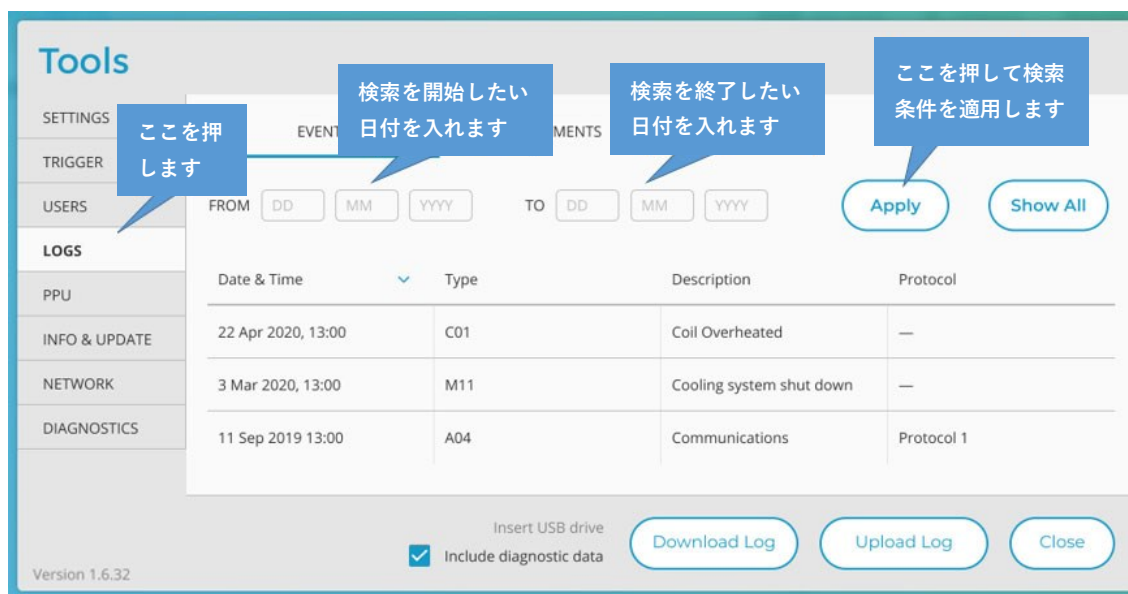 Tools
ここを押して検索
条件を適用します
検索を開始したい
日付を入れます
検索を終了したい
日付を入れます
ここを押
します
SETTINGS
TRIGGER
USERS
LOGS
PPU
INFO & UPDATE
NETWORK
DIAGNOSTICS
FROM DD MM YYYY TO DD MM YYYY Apply Show All
Date & Time Type Description Protocol
22 Apr 2020, 13:00 C01 Coil Overheated —
3 Mar 2020, 13:00 M11 Cooling system shut down —
11 Sep 2019 13:00 A04 Communications Protocol 1
Insert USB drive
Include diagnostic data
Download Log Upload Log Close
Version 1.6.32